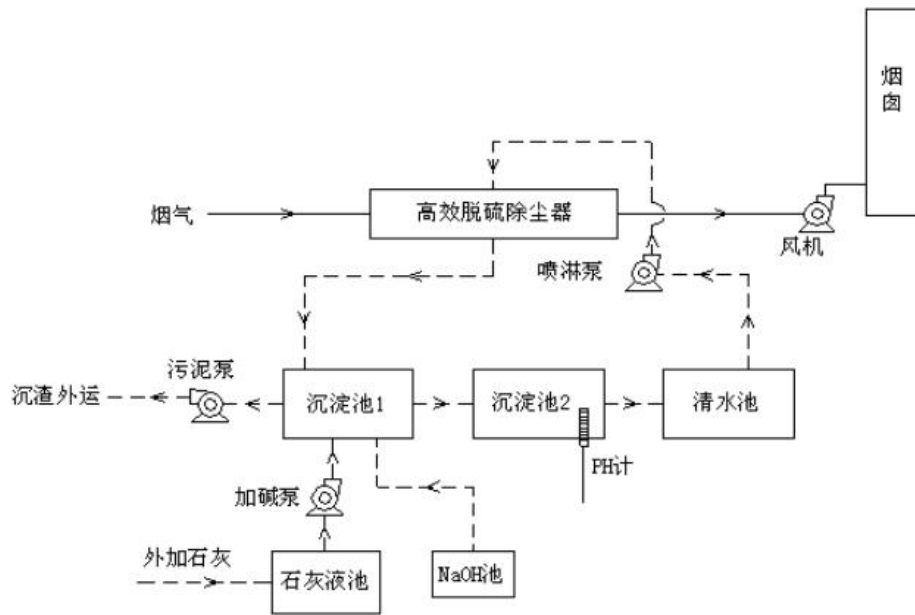 烟
囱
烟气
高效脱硫除尘器
风机
喷淋泵
污泥泵
沉渣外运
沉淀池1
沉淀池2
清水池
PH计
加碱泵
外加石灰
石灰液池
NaOH池